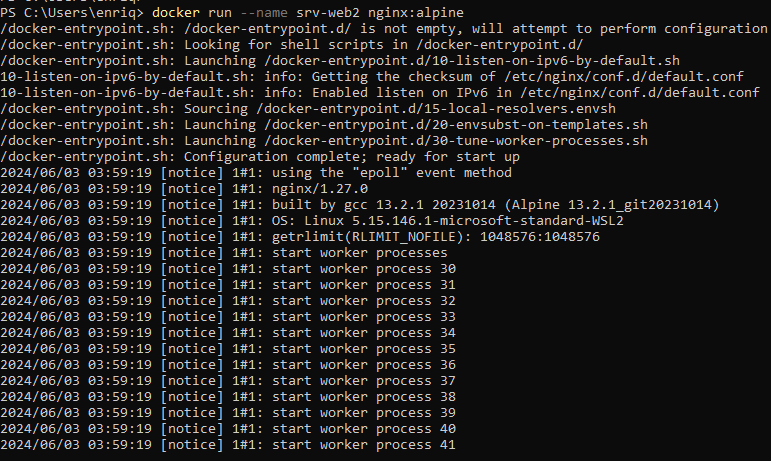 PS C:\Users\enriq> docker run --name srv-web2 nginx:alpine
/docker-entrypoint.sh: /docker-entrypoint.d/ is not empty, will attempt to perform configuration
/docker-entrypoint.sh: Looking for shell scripts in /docker-entrypoint.d/
/docker-entrypoint.sh: Launching /docker-entrypoint.d/10-listen-on-ipv6-by-default.sh
10-listen-on-ipv6-by-default.sh: info: Getting the checksum of /etc/nginx/conf.d/default.conf
10-listen-on-ipv6-by-default.sh: info: Enabled listen on IPv6 in /etc/nginx/conf.d/default.conf
/docker-entrypoint.sh: Sourcing /docker-entrypoint.d/15-local-resolvers.envsh
/docker-entrypoint.sh: Launching /docker-entrypoint.d/20-envsubst-on-templates.sh
/docker-entrypoint.sh: Launching /docker-entrypoint.d/30-tune-worker-processes.sh
/docker-entrypoint.sh: Configuration complete; ready for start up
2024/06/03 03:59:19 [notice] 1#1: using the "epoll" event method
2024/06/03 03:59:19 [notice] 1#1: nginx/1.27.0
2024/06/03 03:59:19 [notice] 1#1: built by gcc 13.2.1 20231014 (Alpine 13.2.1_git20231014)
2024/06/03 03:59:19 [notice] 1#1: OS: Linux 5.15.146.1-microsoft-standard-WSL2
2024/06/03 03:59:19 [notice] 1#1: getrlimit(RLIMIT_NOFILE): 1048576:1048576
2024/06/03 03:59:19 [notice] 1#1: start worker processes
2024/06/03 03:59:19 [notice] 1#1: start worker process 30
2024/06/03 03:59:19 [notice] 1#1: start worker process 31
2024/06/03 03:59:19 [notice] 1#1: start worker process 32
2024/06/03 03:59:19 [notice] 1#1: start worker process 33
2024/06/03 03:59:19 [notice] 1#1: start worker process 34
2024/06/03 03:59:19 [notice] 1#1: start worker process 35
2024/06/03 03:59:19 [notice] 1#1: start worker process 36
2024/06/03 03:59:19 [notice] 1#1: start worker process 37
2024/06/03 03:59:19 [notice] 1#1: start worker process 38
2024/06/03 03:59:19 [notice] 1#1: start worker process 39
2024/06/03 03:59:19 [notice] 1#1: start worker process 40
2024/06/03 03:59:19 [notice] 1#1: start worker process 41